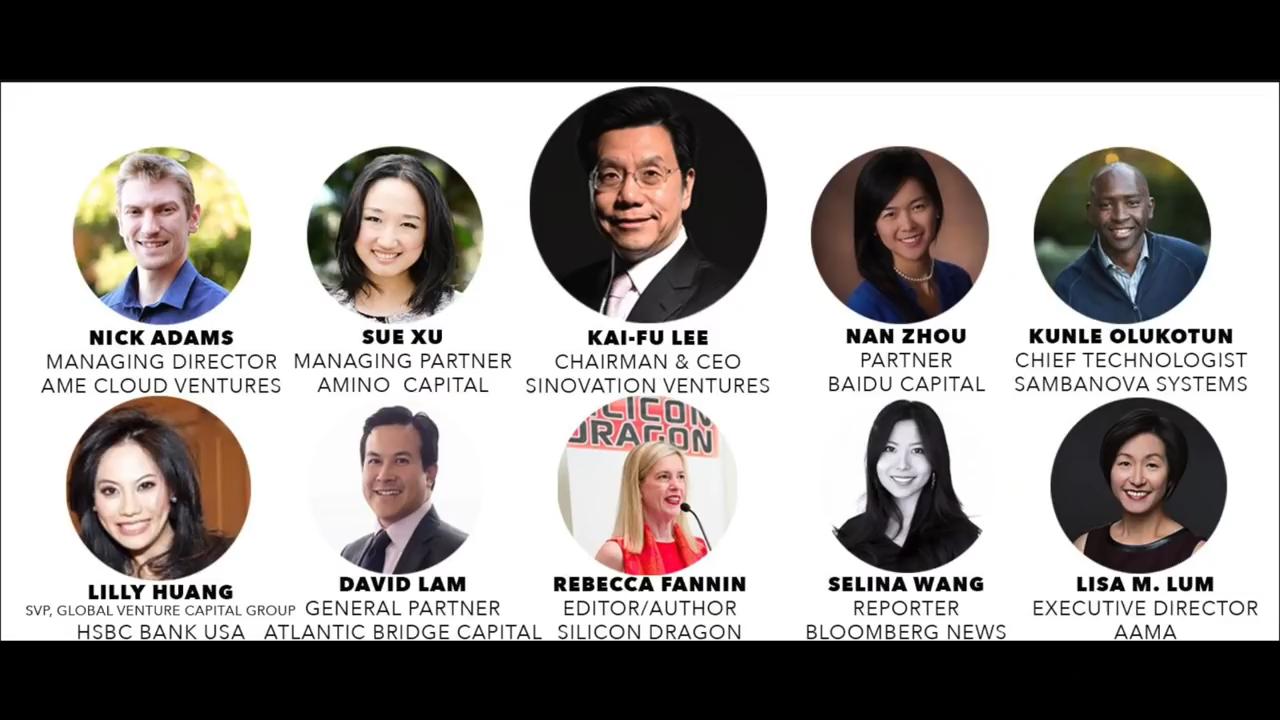 NICK ADAMS
MANAGING DIRECTOR
AME CLOUD VENTURES
SUE XU
MANAGING PARTNER
AMINO CAPITAL
KAI-FU LEE
CHAIRMAN & CEO
SINOVATION VENTURES
NAN ZHOU
PARTNER
BAIDU CAPITAL
KUNLE OLUKOTUN
CHIEF TECHNOLOGIST
SAMBANOVA SYSTEMS
LILLY HUANG
SVP, GLOBAL VENTURE CAPITAL GROUP
HSBC BANK USA
DAVID LAM
GENERAL PARTNER
ATLANTIC BRIDGE CAPITAL
ILICON
DRAGON
REBECCA FANNIN
EDITOR/AUTHOR
SILICON DRAGON
SELINA WANG
REPORTER
BLOOMBERG NEWS
LISA M. LUM
EXECUTIVE DIRECTOR
AAMA